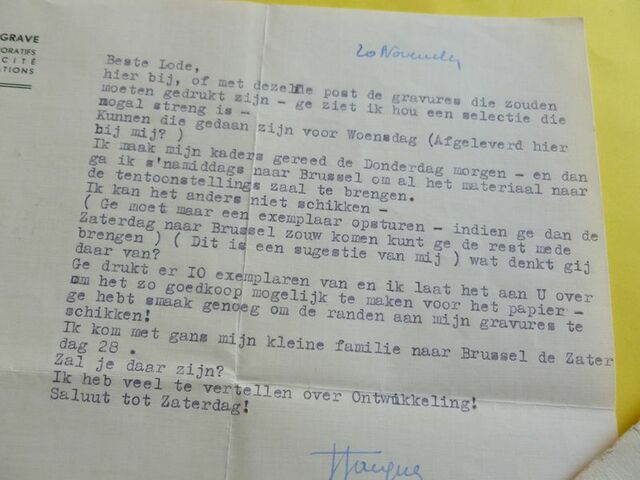 GRAVE
ORATIFS
CITÉ
ATIONS
20 November
Beste Lode,
hier bij, of met dezelfde post de gravures die zouden
moeten gedrukt zijn - ge ziet ik hou een selectie die
nogal streng is -
Kunnen die gedaan zijn voor Woensdag (Afgeleverd hier
bij mij? )
Ik maak mijn kaders gereed de Donderdag morgen - en dan
ga ik s'namiddags naar Brussel om al het materiaal naar
de tentoonstellings zaal te brengen.
Ik kan het anders niet schikken -
( Ge moet maar een exemplaar opsturen - indien ge dan de
Zaterdag naar Brussel zouw komen kunt ge de rest mede
brengen ) ( Dit is een sugestie van mij ) wat denkt gij
daar van?
Ge drukt er IO exemplaren van en ik laat het aan U over
om het zo goedkoop mogelijk te maken voor het papier -
ge hebt smaak genoeg om de randen aan mijn gravures te
schikken!
Ik kom met gans mijn kleine familie naar Brussel de Zater
dag 28 .
Zal je daar zijn?
Ik heb veel te vertellen over Ontwikkeling!
Saluut tot Zaterdag!